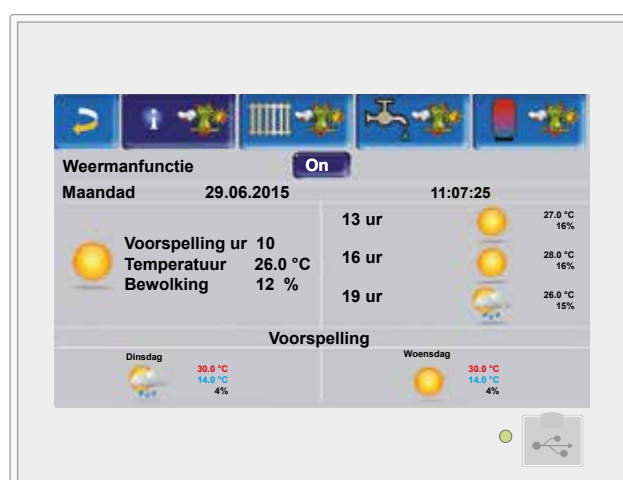 Weermanfunctie On
Maandad 29.06.2015 11:07:25
Voorspelling ur 10
Temperatuur 26.0 °C
Bewolking 12 %
13 ur 27.0 °C
16%
16 ur 28.0 °C
16%
19 ur 26.0 °C
15%
Voorspelling
Dinsdag
30.0 °C
14.0 °C
4%
Woensdag
30.0 °C
14.0 °C
4%